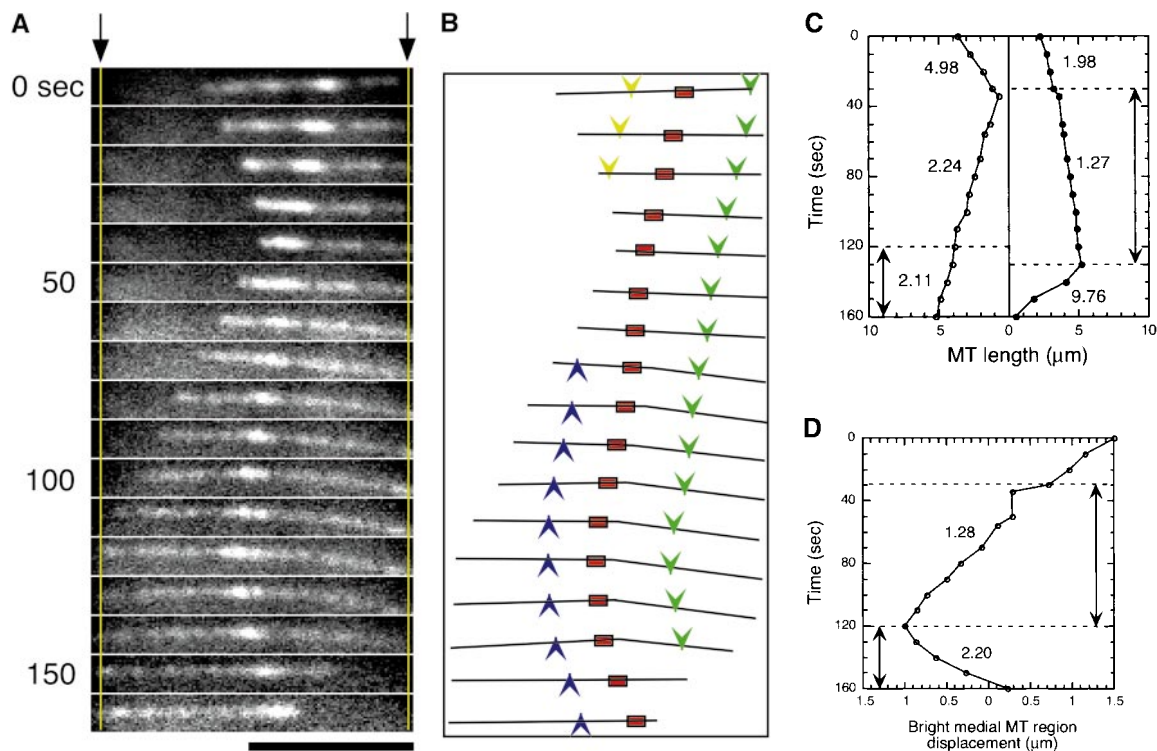 A
0 sec
50
100
150
B
C
0
40
80
120
160
Time (sec)
4.98
2.24
2.11
1.98
1.27
9.76
10 5 0 5 10
MT length (µm)
D
0
40
80
120
160
Time (sec)
1.28
2.20
1.5 1 0.5 0 0.5 1 1.5
Bright medial MT region
displacement (µm)